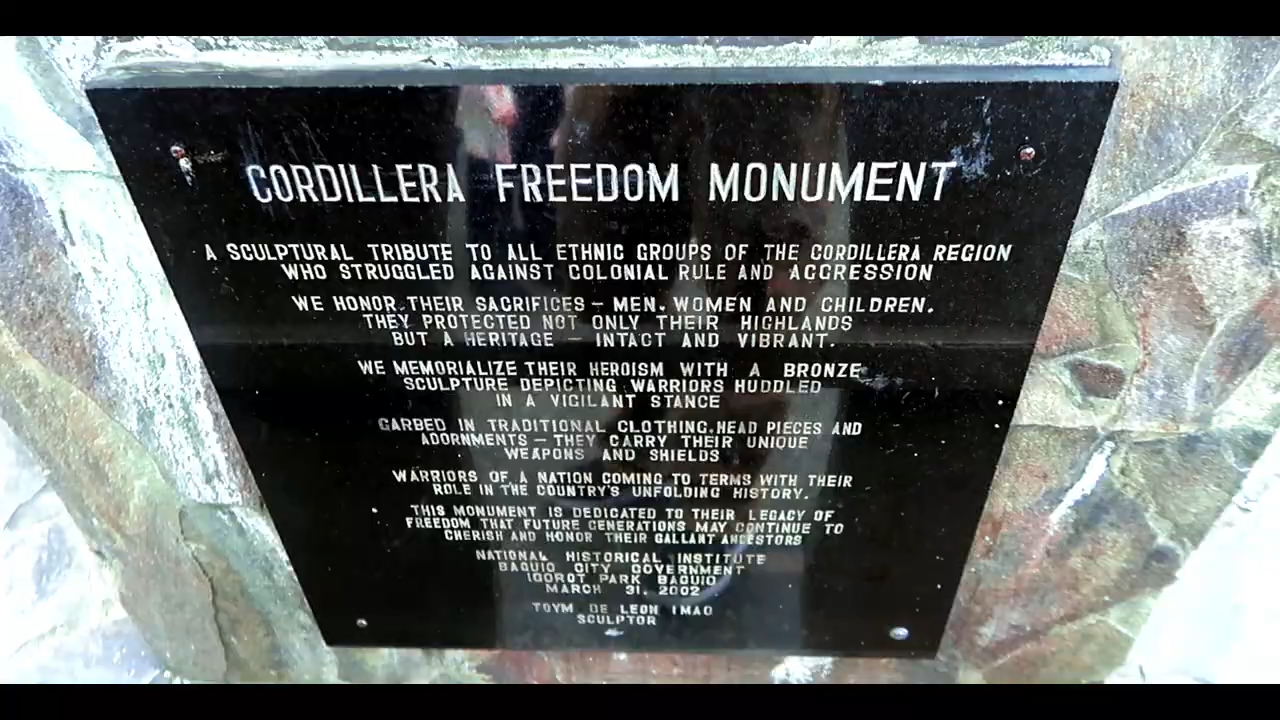 CORDILLERA FREEDOM MONUMENT
A SCULPTURAL TRIBUTE TO ALL ETHNIC GROUPS OF THE CORDILLERA REGION
WHO STRUGGLED AGAINST COLONIAL RULE AND AGGRESSION
WE HONOR THEIR SACRIFICES – MEN, WOMEN AND CHILDREN.
THEY PROTECTED NOT ONLY THEIR HIGHLANDS
BUT A HERITAGE – INTACT AND VIBRANT.
WE MEMORIALIZE THEIR HEROISM WITH A BRONZE
SCULPTURE DEPICTING WARRIORS HUDDLED
IN A VIGILANT STANCE
GARBED IN TRADITIONAL CLOTHING, HEAD PIECES AND
ADORNMENTS – THEY CARRY THEIR UNIQUE
WEAPONS AND SHIELDS
WARRIORS OF A NATION COMING TO TERMS WITH THEIR
ROLE IN THE COUNTRY'S UNFOLDING HISTORY.
THIS MONUMENT IS DEDICATED TO THEIR LEGACY OF
FREEDOM THAT FUTURE GENERATIONS MAY CONTINUE TO
CHERISH AND HONOR THEIR GALLANT ANCESTORS
NATIONAL HISTORICAL INSTITUTE
BAGUIO CITY GOVERNMENT
IGOROT PARK BAGUIO
MARCH 31, 2002
TOYM DE LEON IMAO
SCULPTOR